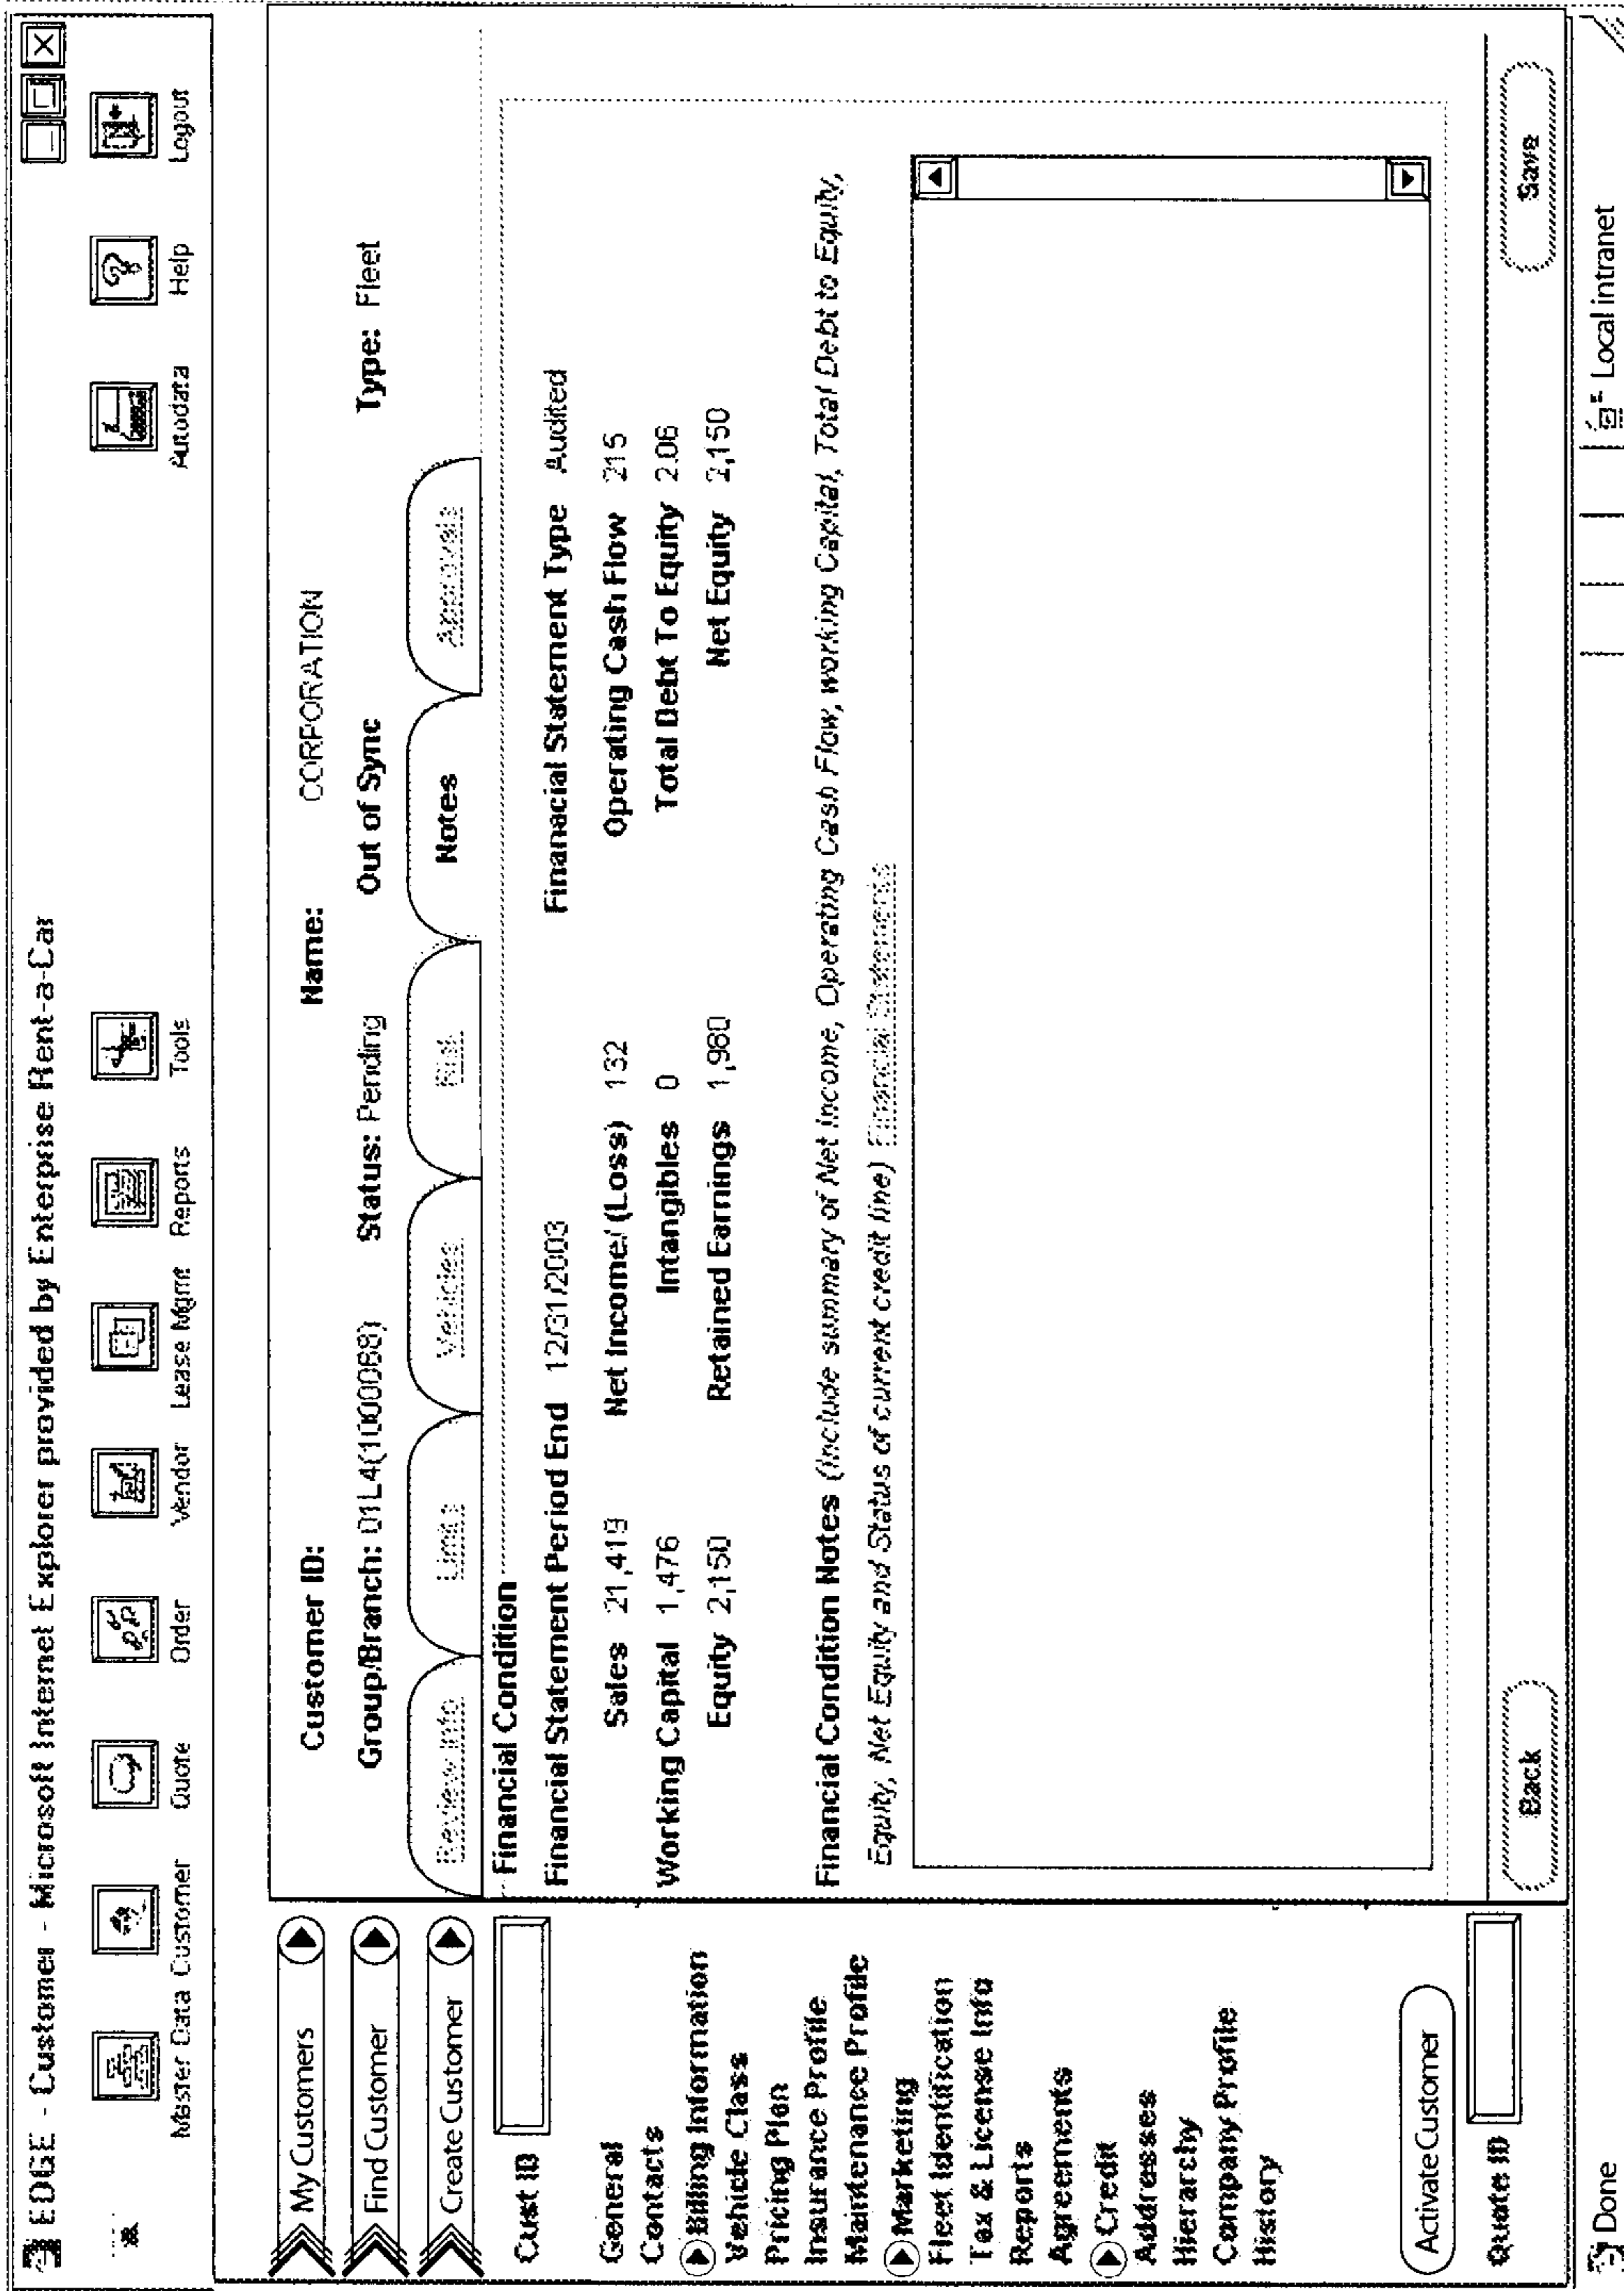 EDGE - Customer - Microsoft Internet Explorer provided by Enterprise Rent-a-Car
Master Data Customer Quote Order Vendor Lease Mgmt Reports Tools Autodata Help Logout
My Customers
Find Customer
Create Customer
Cust ID
General
Contacts
Billing Information
Vehicle Class
Pricing Plan
Insurance Profile
Maintenance Profile
Marketing
Fleet Identification
Tax & License Info
Reports
Agreements
Credit
Addresses
Hierarchy
Company Profile
History
Activate Customer
Quote ID
Customer ID: Name: CORPORATION
Group/Branch: 01L4(100068) Status: Pending Out of Sync Type: Fleet
Review Info Limits Vehicles Risk Notes Approvals
Financial Condition
Financial Statement Period End 12/31/2003 Finanacial Statement Type Audited
Sales 21,419 Net Income/ (Loss) 132 Operating Cash Flow 215
Working Capital 1,476 Intangibles 0 Total Debt To Equity 2.06
Equity 2,150 Retained Earnings 1,980 Net Equity 2,150
Financial Condition Notes (Include summary of Net Income, Operating Cash Flow, working Capital, Total Debt to Equity,
Equity, Net Equity and Status of current credit line) Financial Statements
Back Save
Done Local intranet